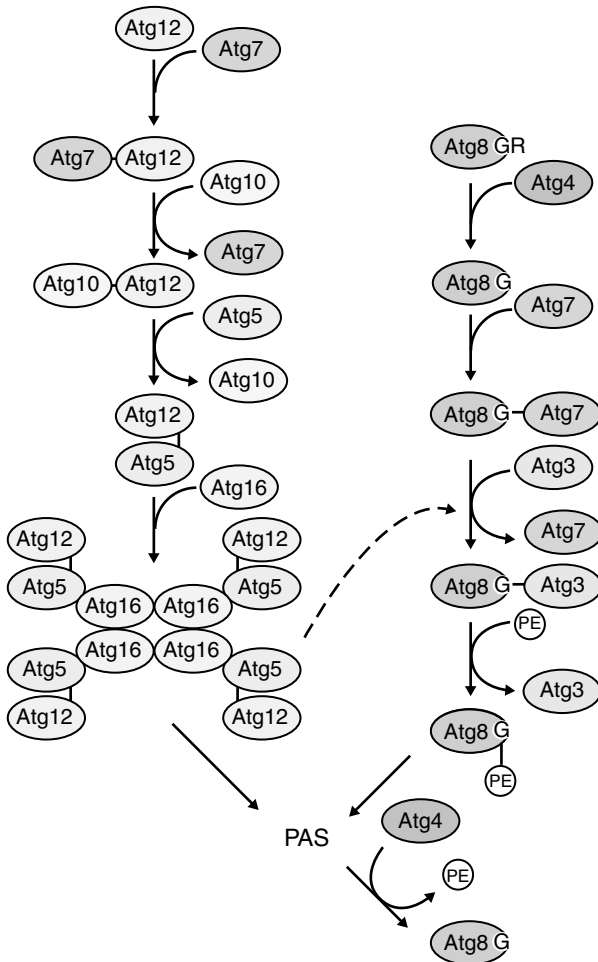 Atg12
Atg7
Atg7 Atg12
Atg10
Atg7
Atg10 Atg12
Atg5
Atg10
Atg12
Atg5
Atg16
Atg12 Atg12
Atg5 Atg5
Atg16 Atg16
Atg16 Atg16
Atg5 Atg5
Atg12 Atg12
Atg8 GR
Atg4
Atg8 G
Atg7
Atg8 G Atg7
Atg3
Atg7
Atg8 G Atg3
PE
Atg3
Atg8 G
PE
PAS
Atg4
PE
Atg8 G